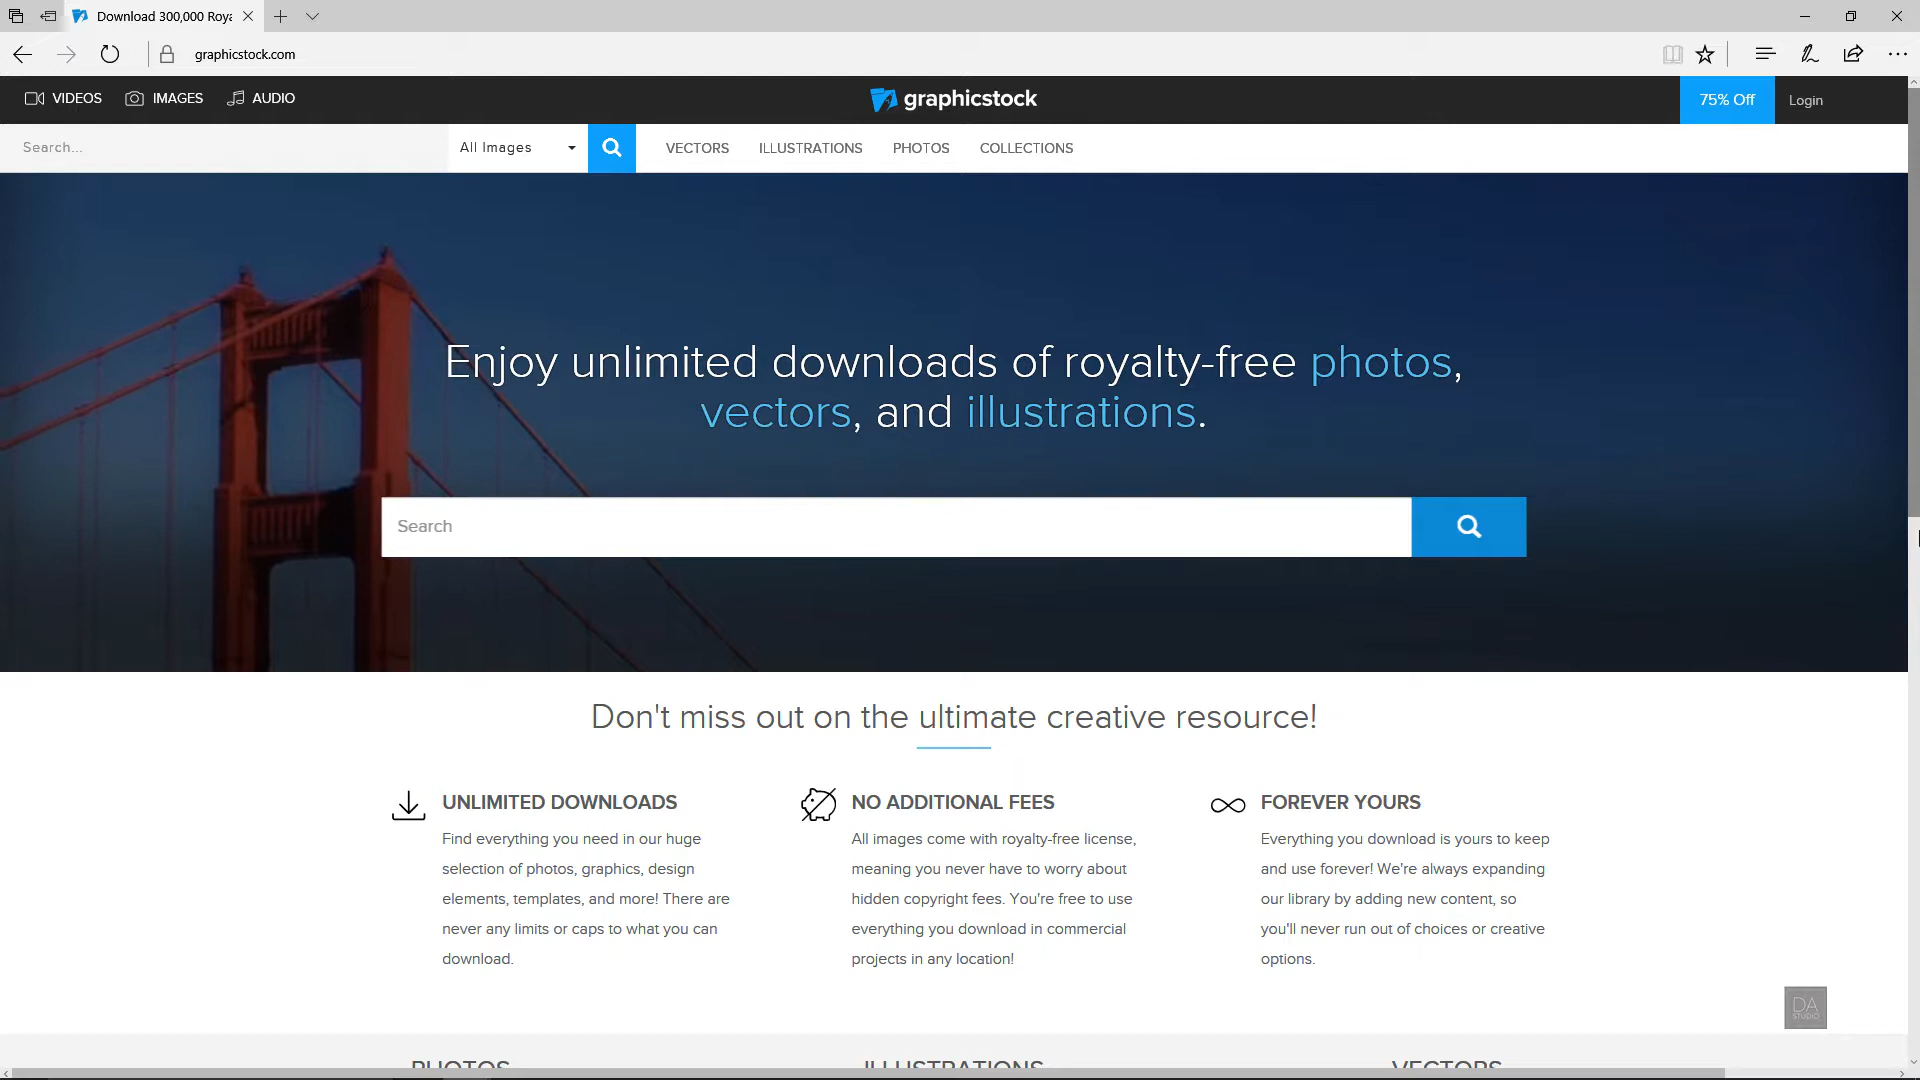 Download 300,000 Roya
graphicstock.com
VIDEOS IMAGES AUDIO graphicstock 75% Off Login
Search... All Images VECTORS ILLUSTRATIONS PHOTOS COLLECTIONS
Enjoy unlimited downloads of royalty-free photos,
vectors, and illustrations.
Search
Don't miss out on the ultimate creative resource!
UNLIMITED DOWNLOADS
Find everything you need in our huge
selection of photos, graphics, design
elements, templates, and more! There are
never any limits or caps to what you can
download.
NO ADDITIONAL FEES
All images come with royalty-free license,
meaning you never have to worry about
hidden copyright fees. You're free to use
everything you download in commercial
projects in any location!
FOREVER YOURS
Everything you download is yours to keep
and use forever! We're always expanding
our library by adding new content, so
you'll never run out of choices or creative
options.
DA
STUDIO
PHOTOS ILLUSTRATIONS VECTORS